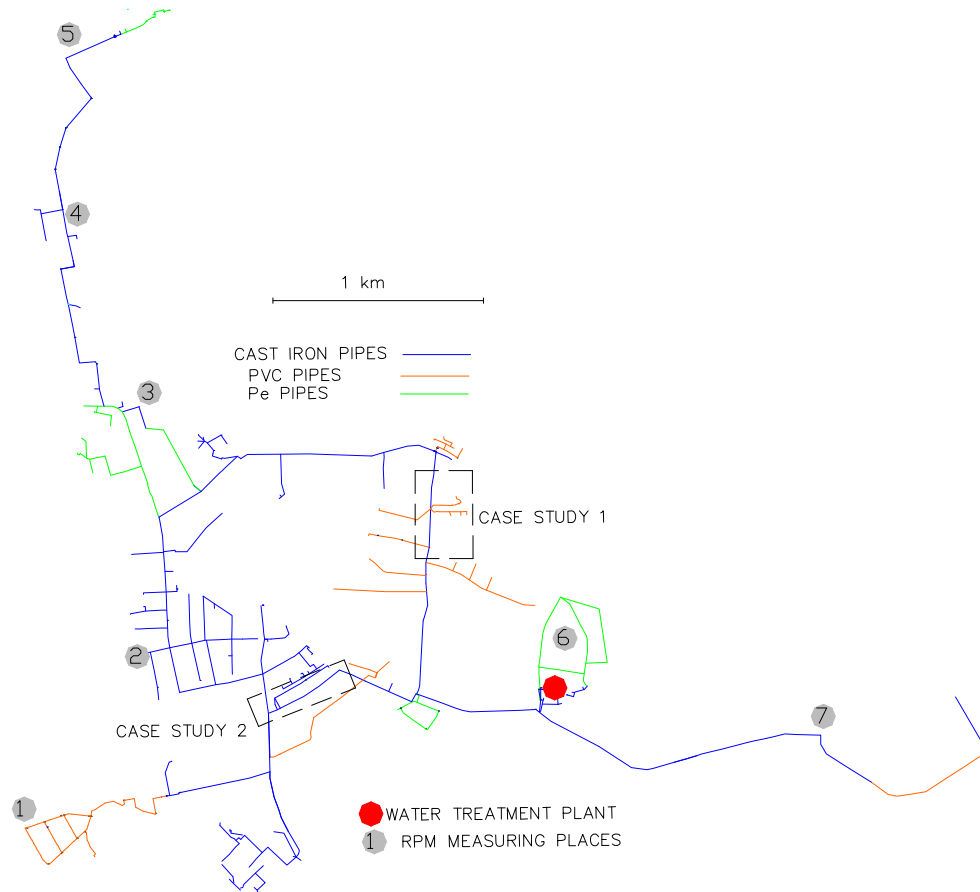 5
4
1 km
CAST IRON PIPES
PVC PIPES
Pe PIPES
3
CASE STUDY 1
6
2
7
CASE STUDY 2
1
WATER TREATMENT PLANT
1 RPM MEASURING PLACES